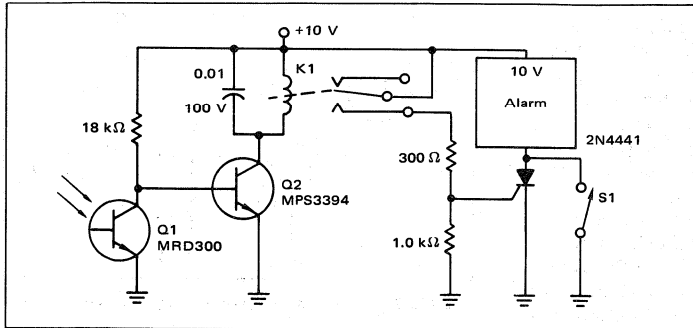 +10 V
K1
0.01
100 V
10 V
Alarm
18 kΩ
2N4441
300 Ω
Q2
MPS3394
S1
Q1
MRD300
1.0 kΩ